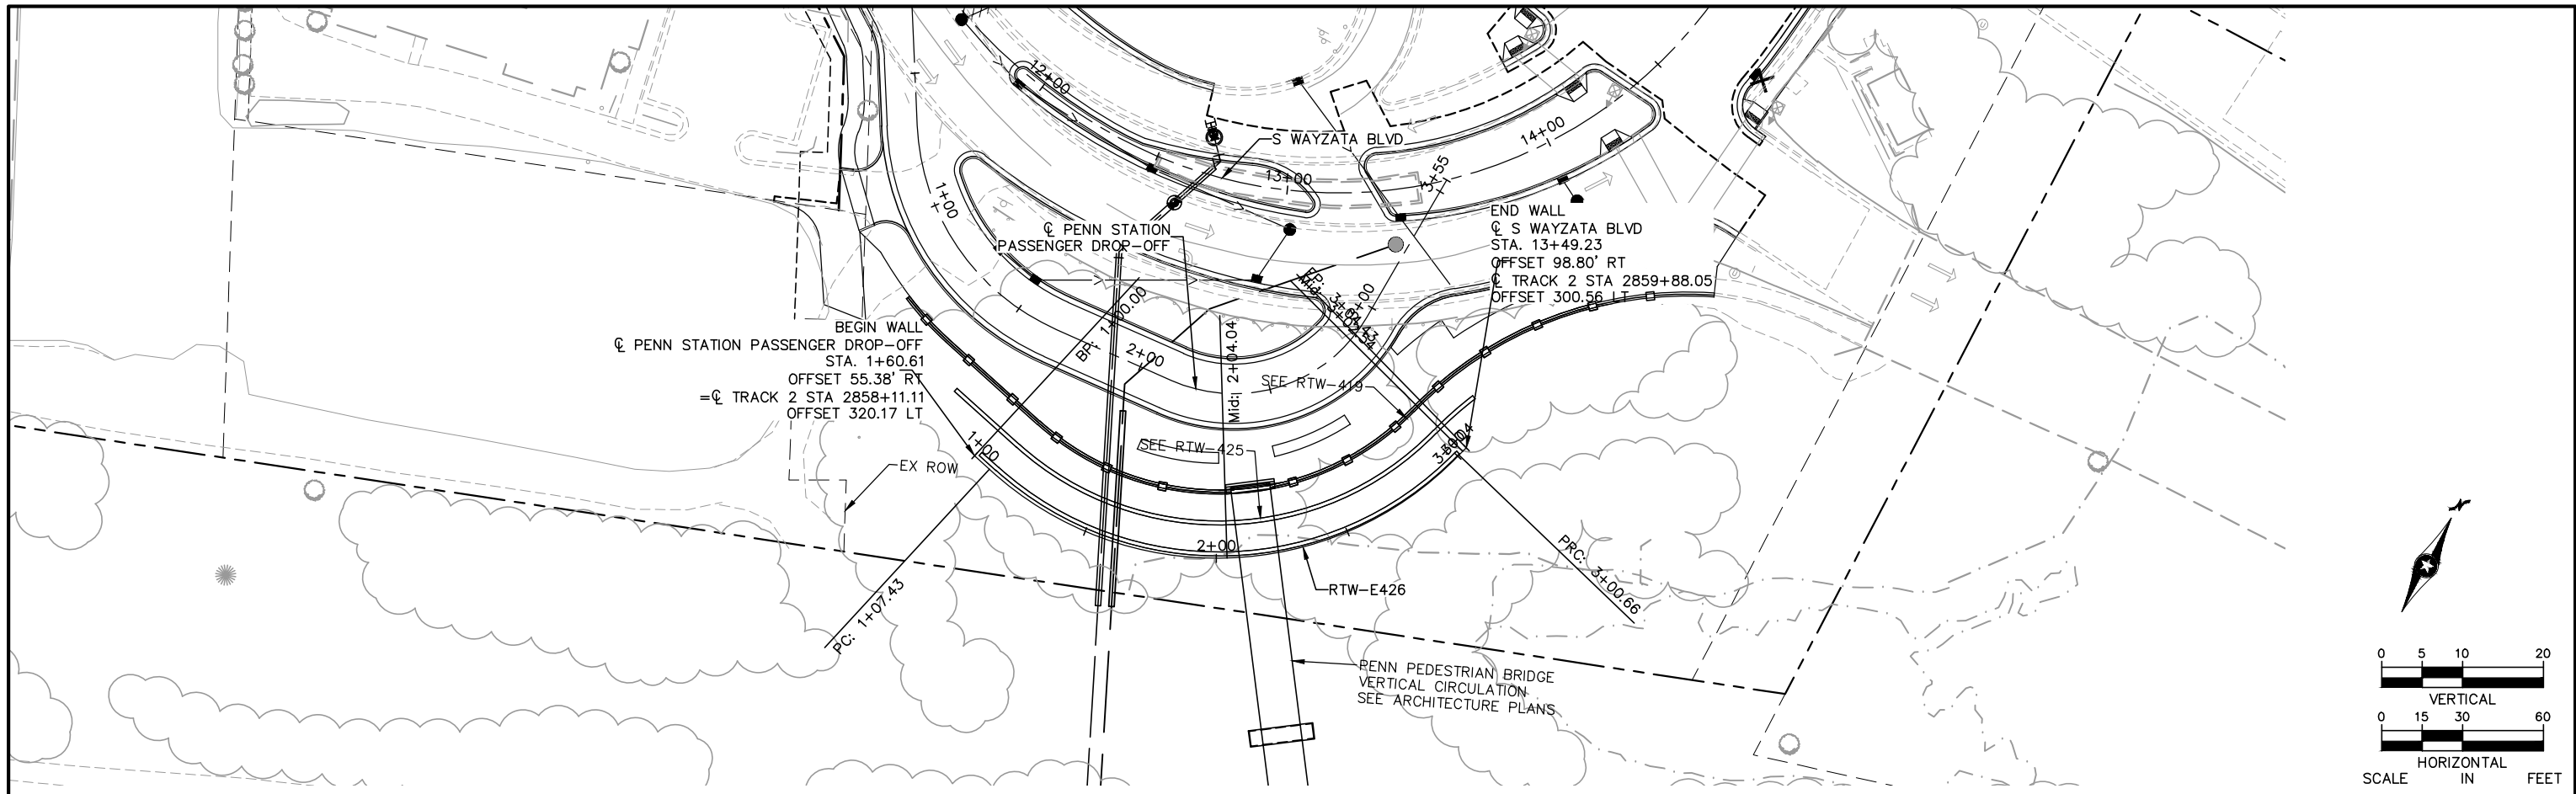 12+00
S WAYZATA BLVD
13+00
14+00
3+55
1+00
℄ PENN STATION
PASSENGER DROP-OFF
END WALL
℄ S WAYZATA BLVD
STA. 13+49.23
OFFSET 98.80' RT
℄ TRACK 2 STA 2859+88.05
OFFSET 300.56 LT
BP: 1+00.00
3+00
BEGIN WALL
℄ PENN STATION PASSENGER DROP-OFF
STA. 1+60.61
OFFSET 55.38' RT
=℄ TRACK 2 STA 2858+11.11
OFFSET 320.17 LT
2+00
Mid: 2+04.04
SEE RTW-419
1+00
SEE RTW-425
EX ROW
2+00
RTW-E426
PC: 1+07.43
PRC: 3+00.66
PENN PEDESTRIAN BRIDGE
VERTICAL CIRCULATION
SEE ARCHITECTURE PLANS
N
0 5 10 20
VERTICAL
0 15 30 60
HORIZONTAL
SCALE IN FEET